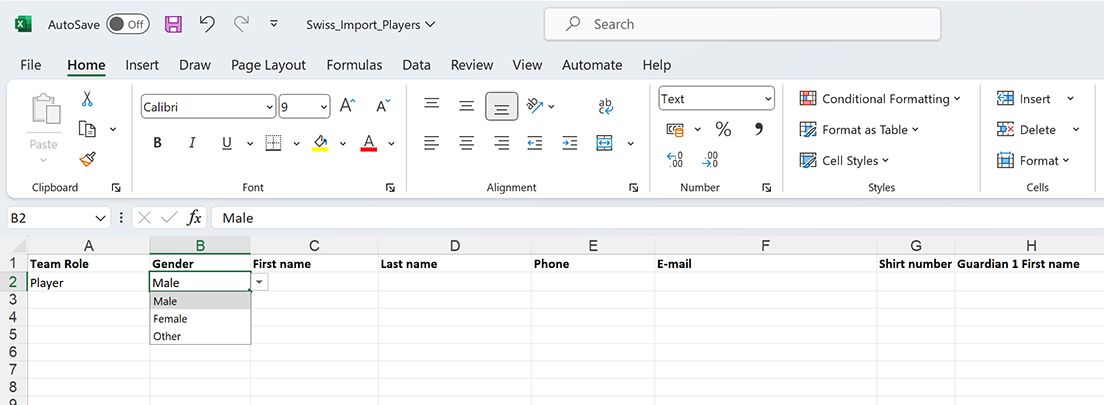 AutoSave Off Swiss_Import_Players Search
File Home Insert Draw Page Layout Formulas Data Review View Automate Help
Calibri 9 A A Text Conditional Formatting Insert
Paste B I U A ab c % Format as Table Delete
.00 .00 Cell Styles Format
Clipboard Font Alignment Number Styles Cells
B2 fx Male
A B C D E F G H
1 Team Role Gender First name Last name Phone E-mail Shirt number Guardian 1 First name
2 Player Male
3 Male
4 Female
5 Other
6
7
8
9